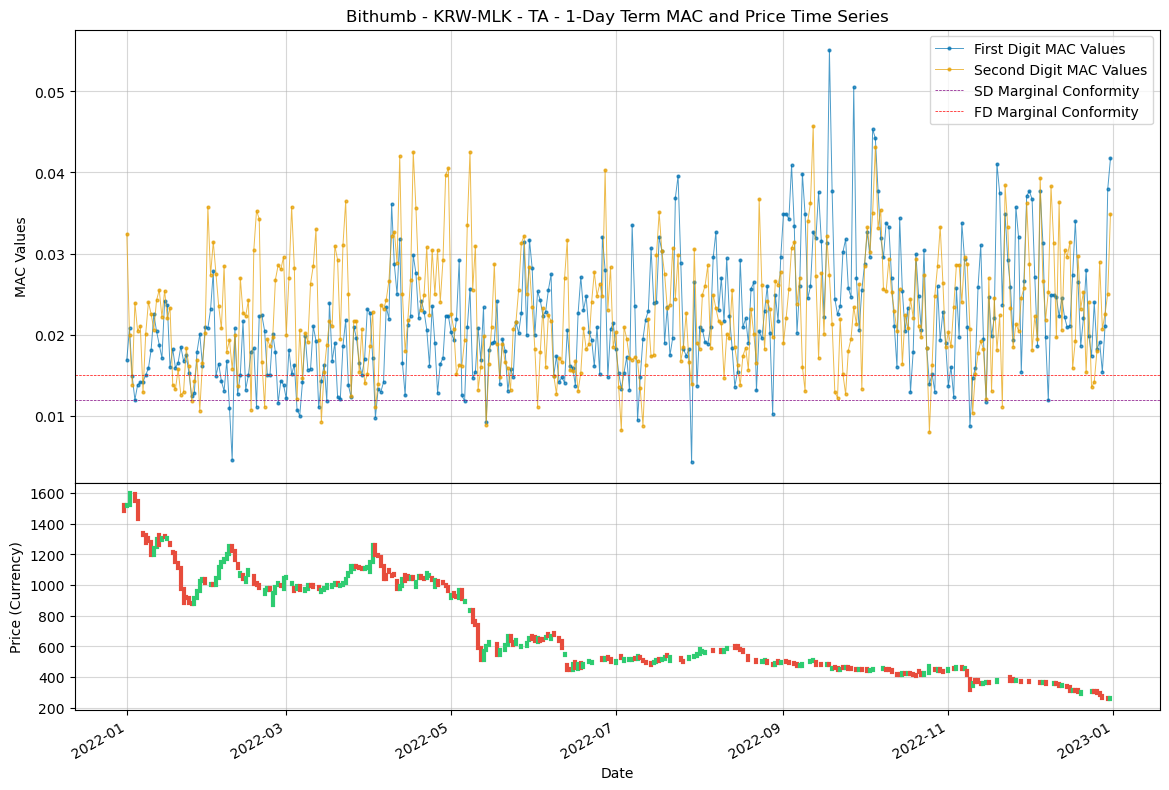 Bithumb - KRW-MLK - TA - 1-Day Term MAC and Price Time Series
First Digit MAC Values
Second Digit MAC Values
SD Marginal Conformity
FD Marginal Conformity
0.05
0.04
0.03
0.02
0.01
MAC Values
1600
1400
1200
1000
800
600
400
200
Price (Currency)
2022-01
2022-03
2022-05
2022-07
2022-09
2022-11
2023-01
Date